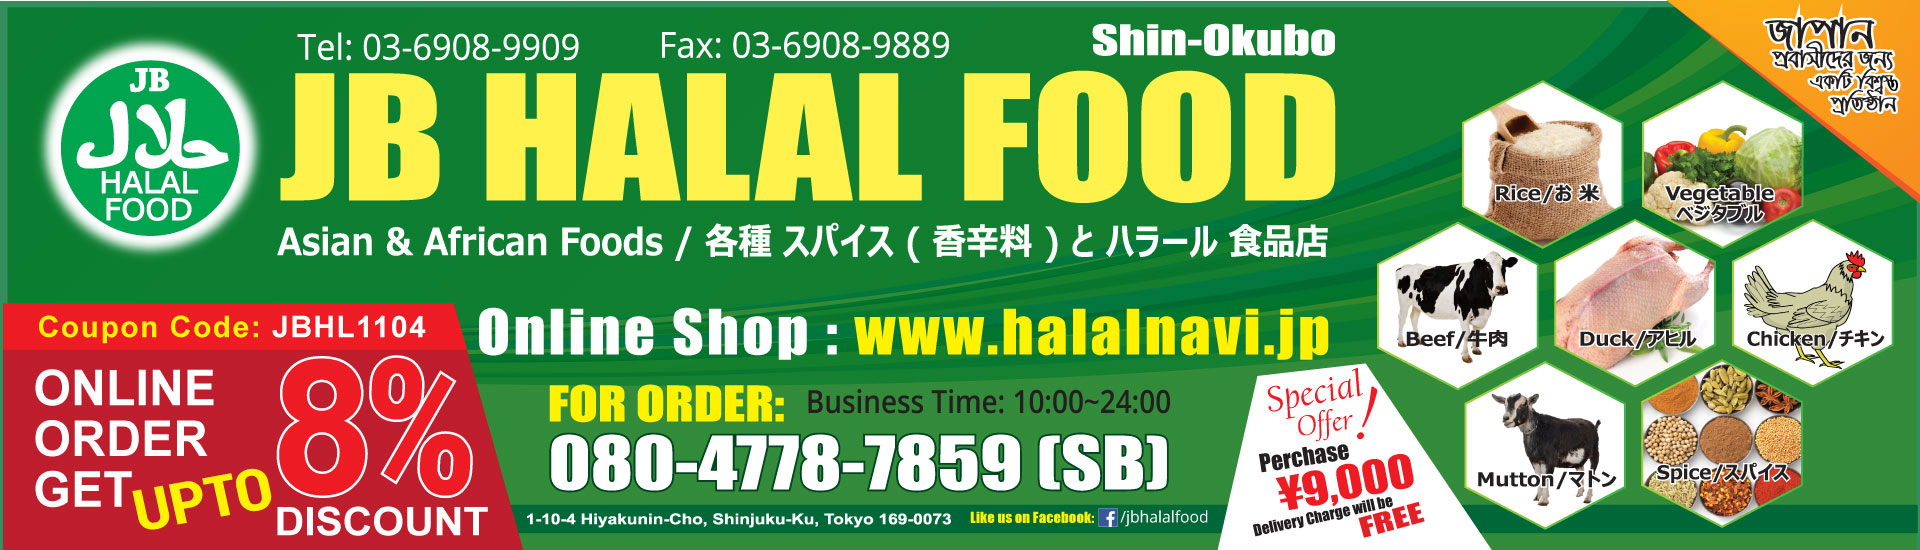 Tel: 03-6908-9909
Fax: 03-6908-9889
Shin-Okubo
JB
حلال
HALAL
FOOD
JB HALAL FOOD
Asian & African Foods / 各種 スパイス ( 香辛料 ) と ハラール 食品店
জাপান
প্রবাসীদের জন্য
একটি বিশ্বস্ত
প্রতিষ্ঠান
Rice/お 米
Vegetable
ベジタブル
Beef/牛肉
Duck/アヒル
Chicken/チキン
Mutton/マトン
Spice/スパイス
Coupon Code: JBHL1104
ONLINE
ORDER
GET UPTO
8%
DISCOUNT
Online Shop : www.halalnavi.jp
FOR ORDER: Business Time: 10:00~24:00
080-4778-7859 (SB)
1-10-4 Hiyakunin-Cho, Shinjuku-Ku, Tokyo 169-0073 Like us on Facebook: f /jbhalalfood
Special
Offer!
Perchase
¥9,000
Delivery Charge will be
FREE